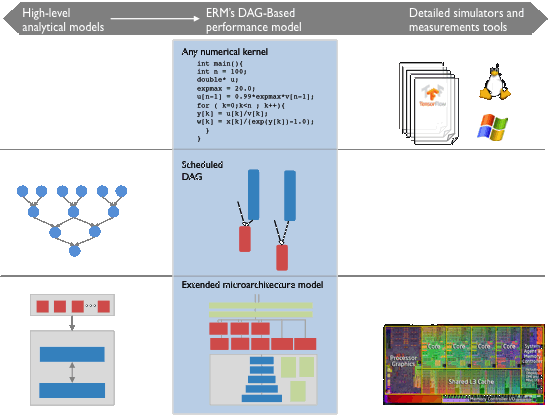 High-level
analytical models
ERM's DAG-Based
performance model
Detailed simulators and
measurements tools
Any numerical kernel
int main(){
int n = 100;
double* u;
expmax = 20.0;
u[n-1] = 0.99*expmax*v[n-1];
for ( k=0;k<n ; k++){
y[k] = u[k]/v[k];
w[k] = x[k]/(exp(y[k])-1.0);
}
}
TensorFlow
Scheduled
DAG
Extended microarchitecture model
Core
Core
Core
Core
Processor
Graphics
System
Agent &
Memory
Controller
Shared L3 Cache
Memory Controller I/O